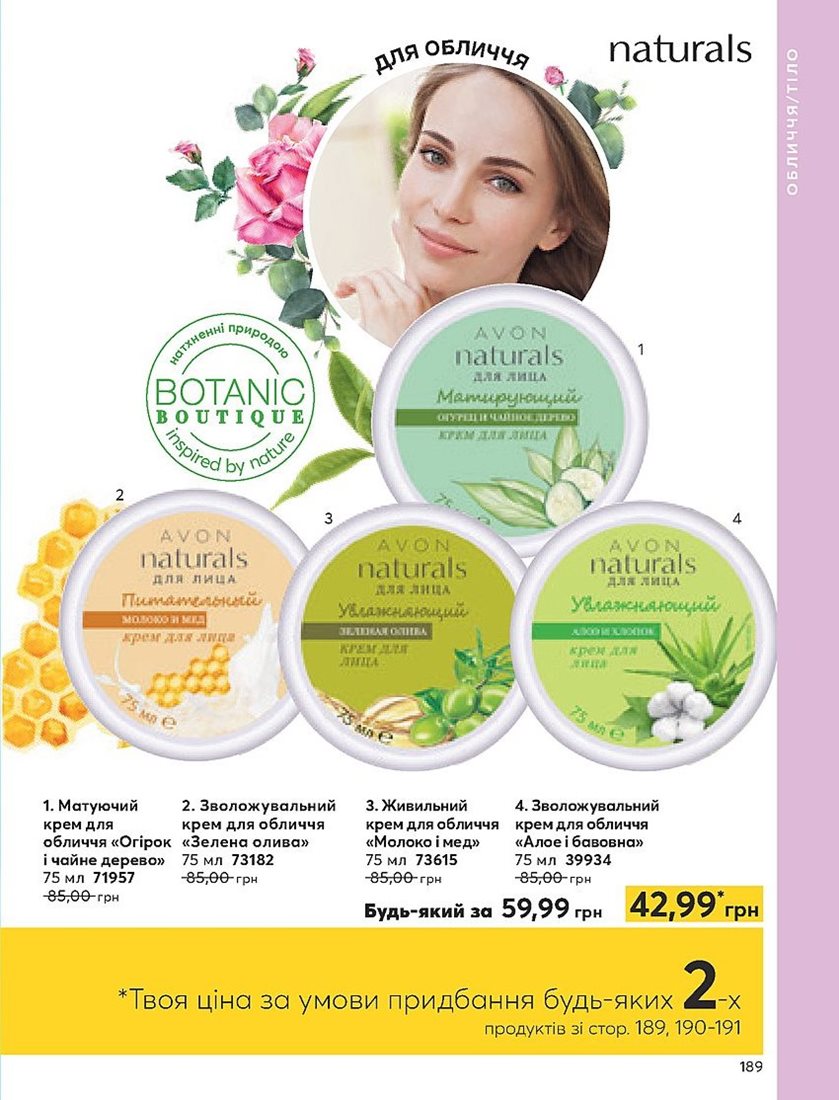 ДЛЯ ОБЛИЧЧЯ
naturals
ОБЛИЧЧЯ/ТІЛО
натхненні природою
BOTANIC
BOUTIQUE
inspired by nature
1
AVON
naturals
ДЛЯ ЛИЦА
Матирующий
ОГУРЕЦ И ЧАЙНОЕ ДЕРЕВО
КРЕМ ДЛЯ ЛИЦА
75 мл e
2
AVON
naturals
ДЛЯ ЛИЦА
Питательный
МОЛОКО И МЕД
крем для лица
75 мл e
3
AVON
naturals
ДЛЯ ЛИЦА
Увлажняющий
ЗЕЛЕНАЯ ОЛИВА
КРЕМ ДЛЯ
ЛИЦА
75 мл e
4
AVON
naturals
ДЛЯ ЛИЦА
Увлажняющий
АЛОЭ И ХЛОПОК
крем для
лица
75 мл e
1. Матуючий
крем для
обличчя «Огірок
і чайне дерево»
75 мл 71957
85,00 грн
2. Зволожувальний
крем для обличчя
«Зелена олива»
75 мл 73182
85,00 грн
3. Живильний
крем для обличчя
«Молоко і мед»
75 мл 73615
85,00 грн
4. Зволожувальний
крем для обличчя
«Алое і бавовна»
75 мл 39934
85,00 грн
Будь-який за 59,99 грн
42,99* грн
*Твоя ціна за умови придбання будь-яких 2-х
продуктів зі стор. 189, 190-191
189